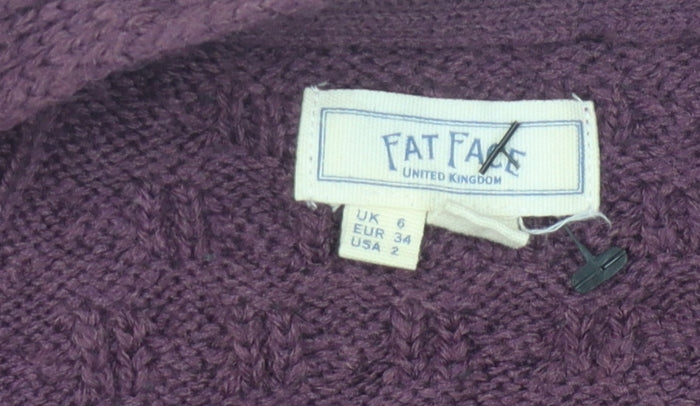 FAT FACE
UNITED KINGDOM
UK 6
EUR 34
USA 2